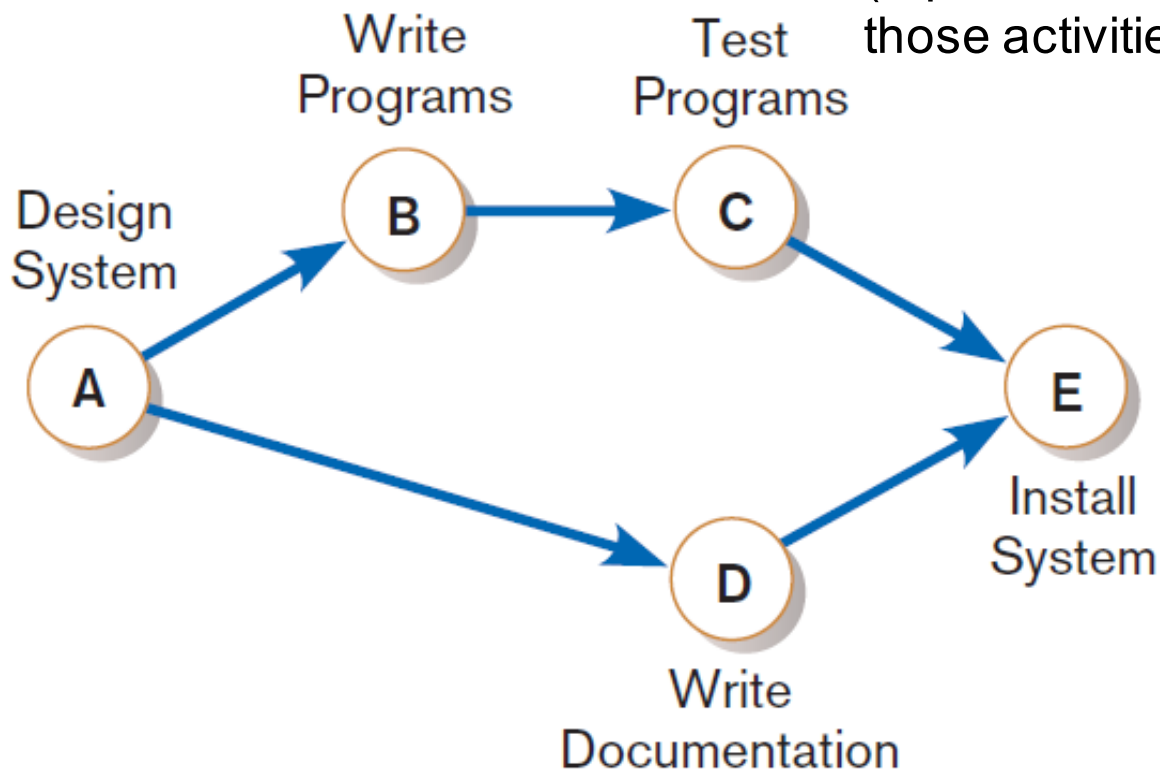 those activitie
Write
Programs
Test
Programs
Design
System
B
C
A
E
Install
System
D
Write
Documentation